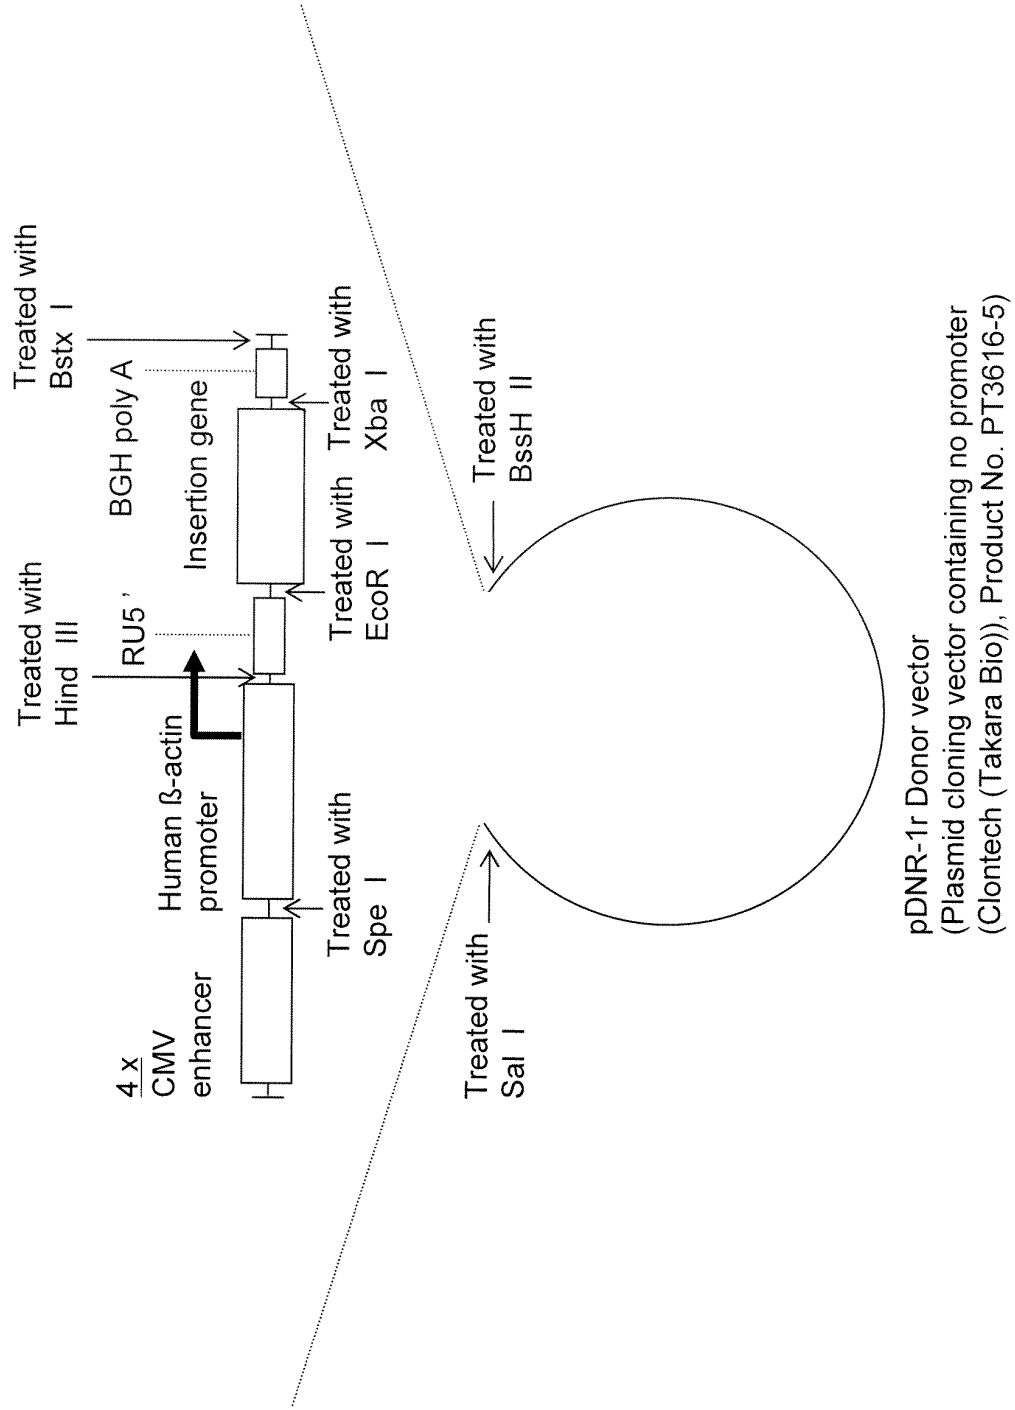 Treated with
Bstx I
Treated with
Hind III
BGH poly A
RU5 '
Insertion gene
Human ß-actin
promoter
4 x
CMV
enhancer
Treated with
Spe I
Treated with
EcoR I
Treated with
Xba I
Treated with
Sal I
Treated with
BssH II
pDNR-1r Donor vector
(Plasmid cloning vector containing no promoter
(Clontech (Takara Bio)), Product No. PT3616-5)